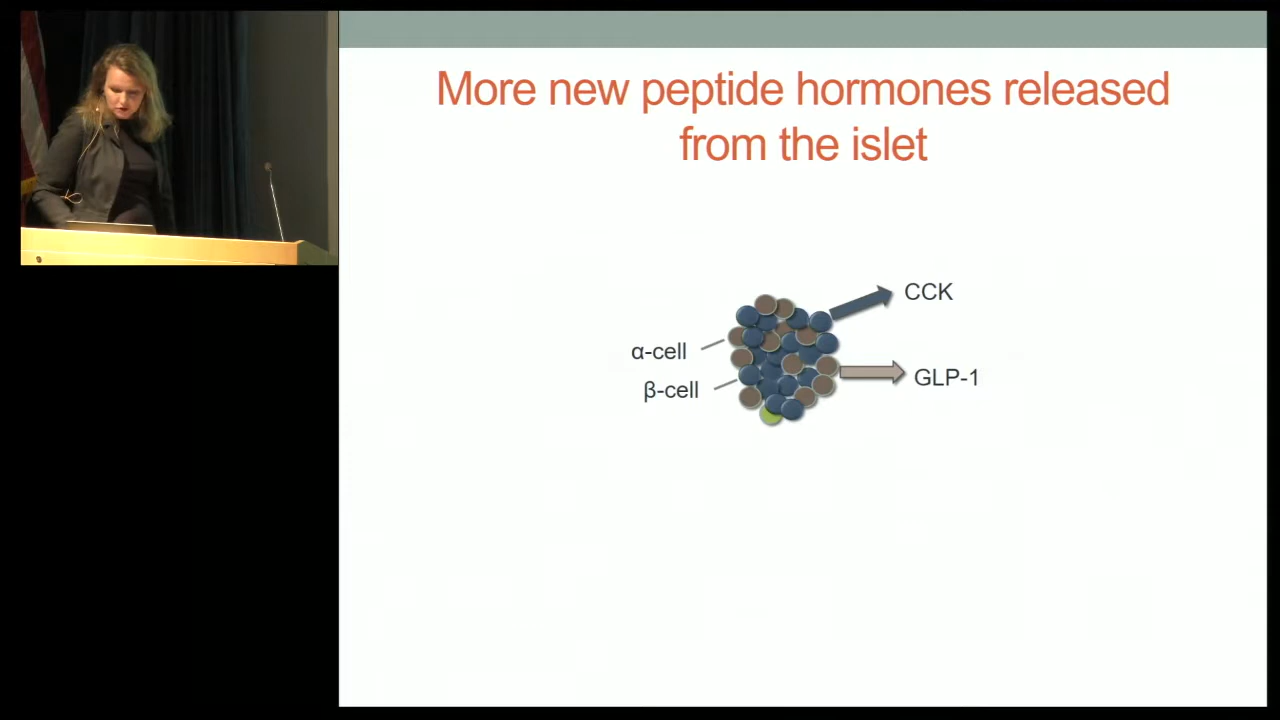 More new peptide hormones released
from the islet
CCK
α-cell
GLP-1
β-cell